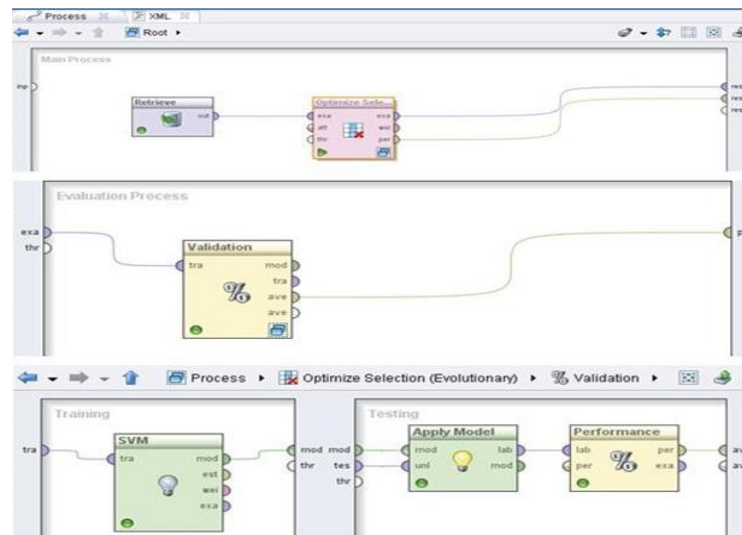 Process
XML
Root
Main Process
inp
Retrieve
out
Optimize Sele...
exa
att
thr
exa
wei
per
res
res
res
Evaluation Process
exa
thr
Validation
tra
mod
tra
ave
ave
p
Process
Optimize Selection (Evolutionary)
Validation
Training
tra
SVM
tra
mod
est
wei
exa
mod
thr
Testing
mod
tes
thr
Apply Model
mod
unl
lab
mod
Performance
lab
per
per
exa
av
av